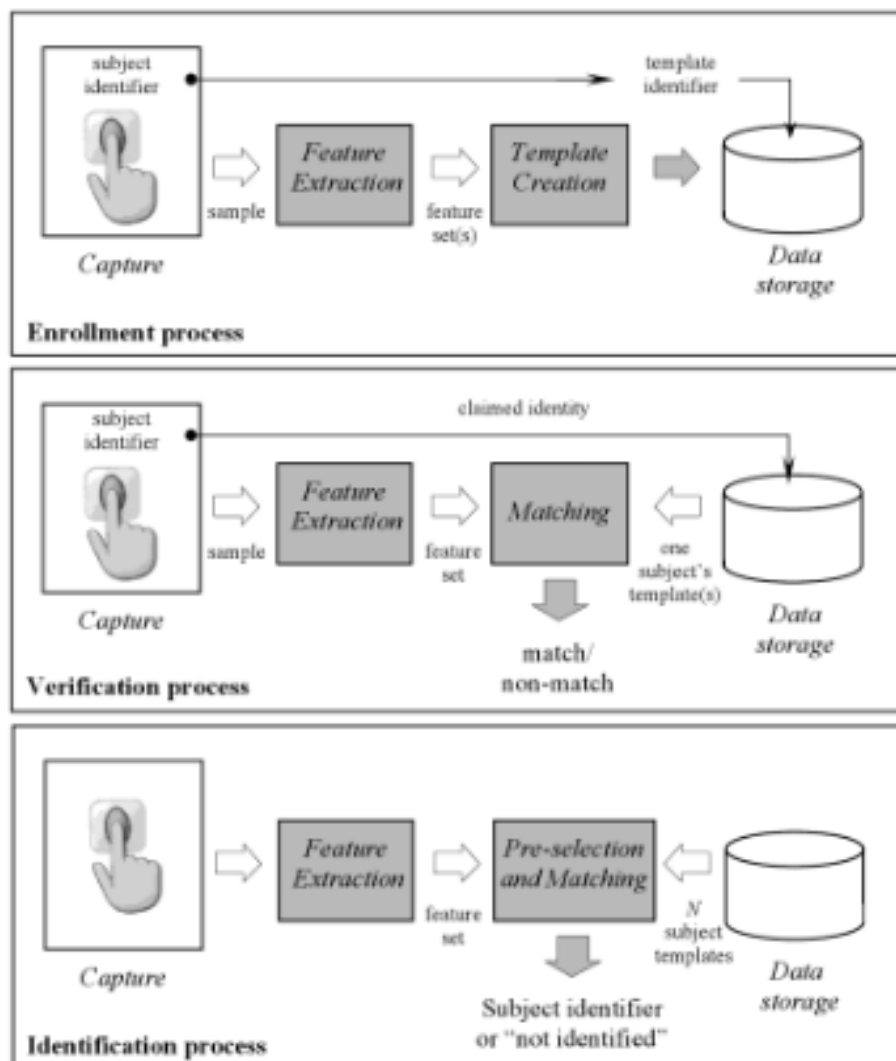 subject
identifier
template
identifier
Feature
Extraction
Template
Creation
sample
feature
set(s)
Capture
Data
storage
Enrollment process
subject
identifier
claimed identity
Feature
Extraction
Matching
sample
feature
set
one
subject's
template(s)
Capture
Data
storage
match/
non-match
Verification process
Feature
Extraction
Pre-selection
and Matching
feature
set
N
subject
templates
Capture
Data
storage
Subject identifier
or "not identified"
Identification process